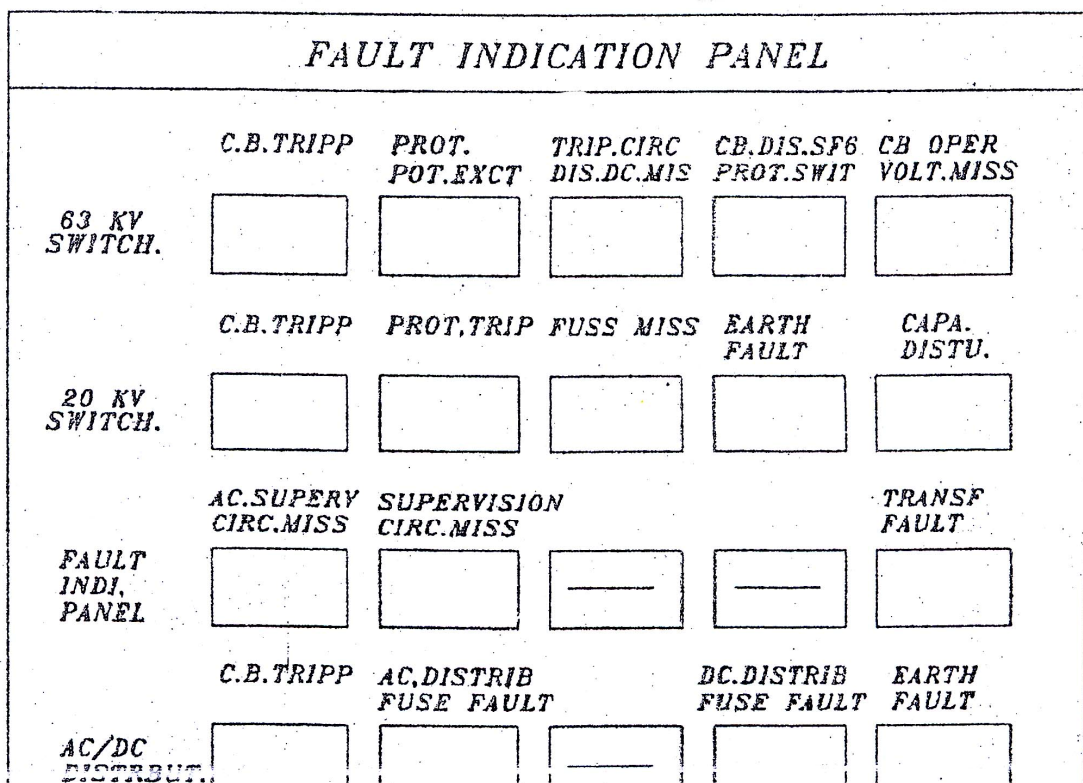 FAULT INDICATION PANEL
C.B.TRIPP PROT. TRIP.CIRC CB.DIS.SF6 CB OPER
POT.EXCT DIS.DC.MIS PROT.SWIT VOLT.MISS
63 KV
SWITCH.
C.B.TRIPP PROT.TRIP FUSS MISS EARTH CAPA.
FAULT DISTU.
20 KV
SWITCH.
AC.SUPERV SUPERVISION TRANSF
CIRC.MISS CIRC.MISS FAULT
FAULT
INDI.
PANEL
C.B.TRIPP AC.DISTRIB DC.DISTRIB EARTH
FUSE FAULT FUSE FAULT FAULT
AC/DC
DISTRBUT.